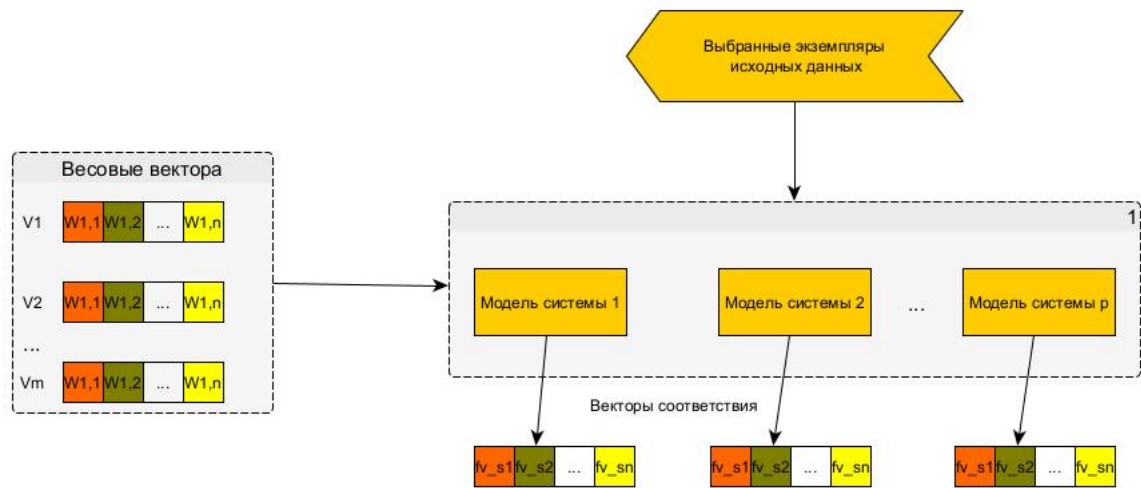 Выбранные экземпляры
исходных данных
Весовые вектора
V1
W1,1 W1,2 ... W1,n
V2
W1,1 W1,2 ... W1,n
...
Vm
W1,1 W1,2 ... W1,n
1
Модель системы 1
Модель системы 2
...
Модель системы p
Векторы соответствия
fv_s1 fv_s2 ... fv_sn
fv_s1 fv_s2 ... fv_sn
fv_s1 fv_s2 ... fv_sn